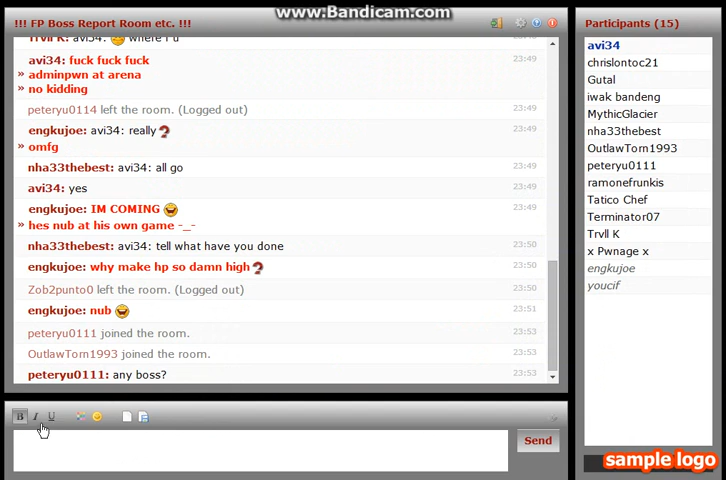 www.Bandicam.com
!!! FP Boss Report Room etc. !!!
Participants (15)
Trvll K: avi34: where i u
avi34: fuck fuck fuck 23:49
» adminpwn at arena
» no kidding
peteryu0114 left the room. (Logged out) 23:49
engkujoe: avi34: really 23:49
» omfg
nha33thebest: avi34: all go 23:49
avi34: yes 23:49
engkujoe: IM COMING 23:49
» hes nub at his own game -_-
nha33thebest: avi34: tell what have you done 23:50
engkujoe: why make hp so damn high 23:50
Zob2punto0 left the room. (Logged out) 23:50
engkujoe: nub 23:51
peteryu0111 joined the room. 23:53
OutlawTorn1993 joined the room. 23:53
peteryu0111: any boss? 23:53
avi34
chrislontoc21
Gutal
iwak bandeng
MythicGlacier
nha33thebest
OutlawTorn1993
peteryu0111
ramonefrunkis
Tatico Chef
Terminator07
Trvll K
x Pwnage x
engkujoe
youcif
B I U
Send
sample logo